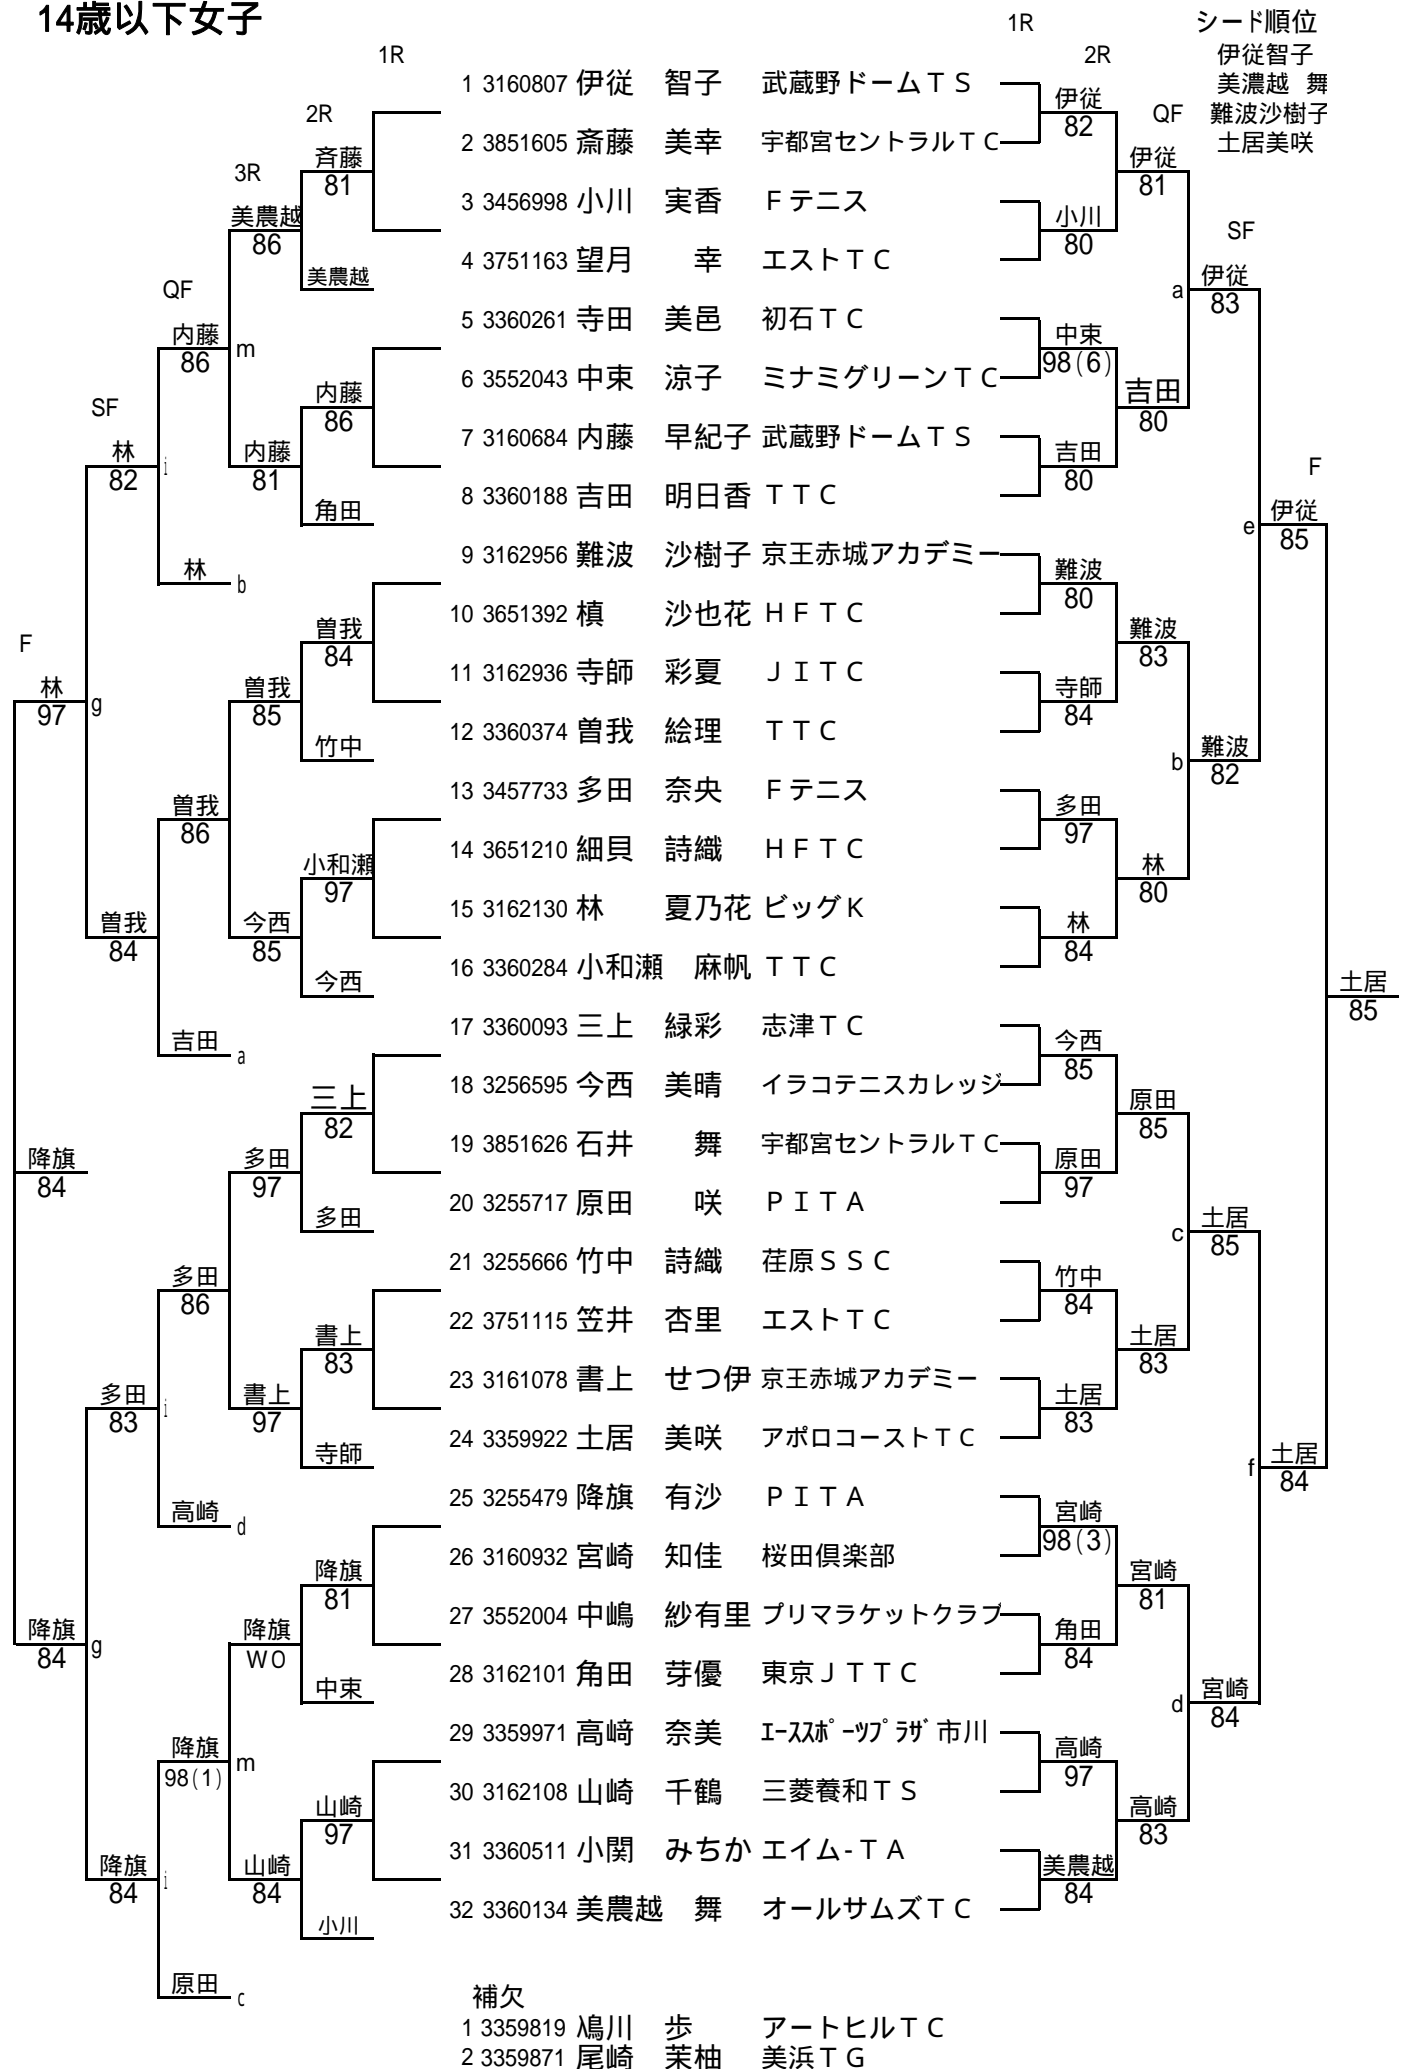 14歳以下女子
シード順位
伊従智子
美濃越 舞
難波沙樹子
土居美咲
1R
2R
3R
QF
SF
F
1R
2R
QF
SF
F
1 3160807 伊従 智子 武蔵野ドームＴＳ
2 3851605 斎藤 美幸 宇都宮セントラルＴＣ
3 3456998 小川 実香 Ｆテニス
4 3751163 望月 幸 エストＴＣ
5 3360261 寺田 美邑 初石ＴＣ
6 3552043 中束 涼子 ミナミグリーンＴＣ
7 3160684 内藤 早紀子 武蔵野ドームＴＳ
8 3360188 吉田 明日香 ＴＴＣ
9 3162956 難波 沙樹子 京王赤城アカデミー
10 3651392 槙 沙也花 ＨＦＴＣ
11 3162936 寺師 彩夏 ＪＩＴＣ
12 3360374 曽我 絵理 ＴＴＣ
13 3457733 多田 奈央 Ｆテニス
14 3651210 細貝 詩織 ＨＦＴＣ
15 3162130 林 夏乃花 ビッグＫ
16 3360284 小和瀬 麻帆 ＴＴＣ
17 3360093 三上 緑彩 志津ＴＣ
18 3256595 今西 美晴 イラコテニスカレッジ
19 3851626 石井 舞 宇都宮セントラルＴＣ
20 3255717 原田 咲 ＰＩＴＡ
21 3255666 竹中 詩織 荏原ＳＳＣ
22 3751115 笠井 杏里 エストＴＣ
23 3161078 書上 せつ伊 京王赤城アカデミー
24 3359922 土居 美咲 アポロコーストＴＣ
25 3255479 降旗 有沙 ＰＩＴＡ
26 3160932 宮崎 知佳 桜田倶楽部
27 3552004 中嶋 紗有里 プリマラケットクラブ
28 3162101 角田 芽優 東京ＪＴＴＣ
29 3359971 高﨑 奈美 ｴｰｽｽﾎﾟｰﾂﾌﾟﾗｻﾞ市川
30 3162108 山崎 千鶴 三菱養和ＴＳ
31 3360511 小関 みちか エイム-ＴＡ
32 3360134 美農越 舞 オールサムズＴＣ
補欠
1 3359819 鳰川 歩 アートヒルＴＣ
2 3359871 尾崎 茉柚 美浜ＴＧ
伊従
82
小川
80
中束
98(6)
吉田
80
難波
80
寺師
84
多田
97
林
84
今西
85
原田
97
竹中
84
土居
83
宮崎
98(3)
角田
84
高崎
97
美農越
84
伊従
81
吉田
80
難波
83
林
80
原田
85
土居
83
宮崎
81
高崎
83
a
伊従
83
b
難波
82
c
土居
85
d
宮崎
84
e
伊従
85
f
土居
84
土居
85
斉藤
81
美農越
内藤
86
角田
曽我
84
竹中
小和瀬
97
今西
三上
82
多田
書上
83
寺師
降旗
81
中束
山崎
97
小川
美農越
86
内藤
81
曽我
85
今西
85
多田
97
書上
97
降旗
WO
山崎
84
内藤
86
m
林
b
曽我
86
吉田
a
多田
86
高崎
d
降旗
98(1)
m
原田
c
林
82
i
曽我
84
多田
83
i
降旗
84
i
林
97
g
降旗
84
g
降旗
84